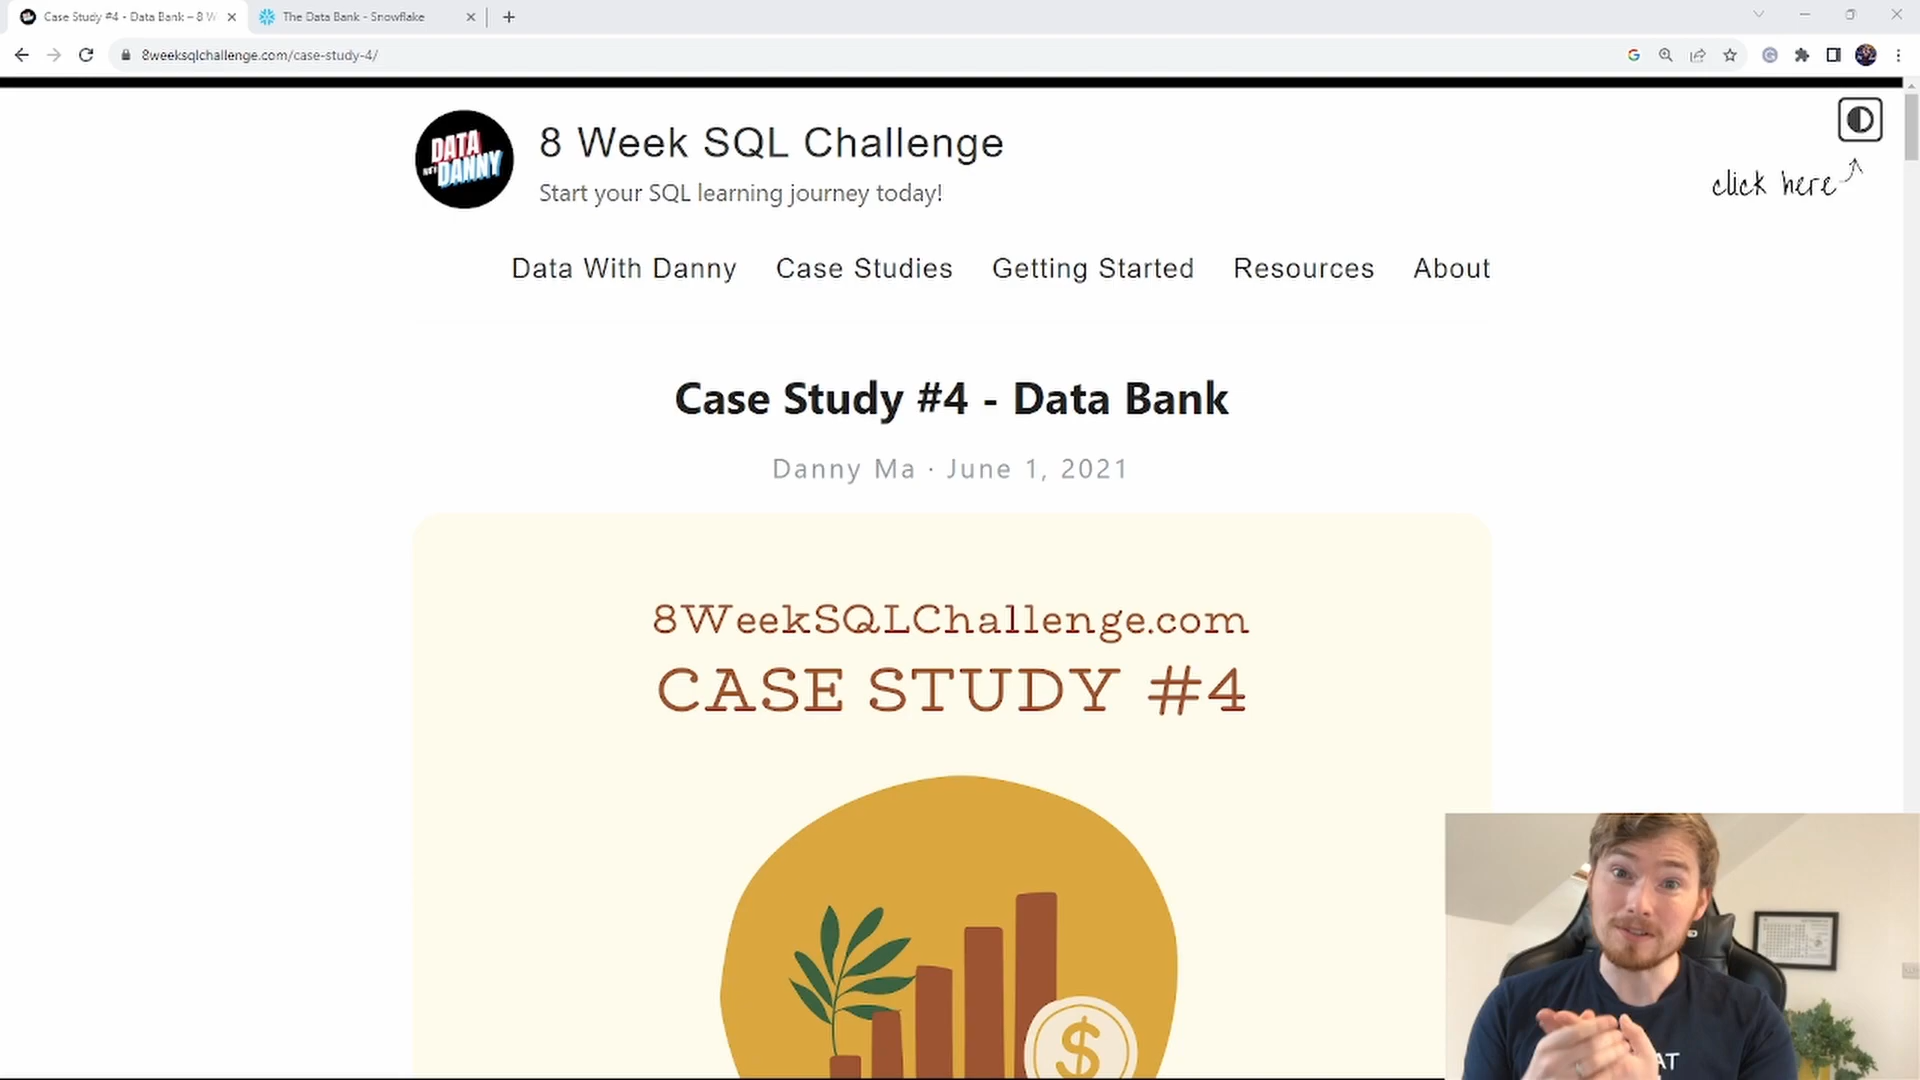 Case Study #4 - Data Bank – 8 W
The Data Bank - Snowflake
8weeksqlchallenge.com/case-study-4/
DATA
WITH
DANNY
8 Week SQL Challenge
Start your SQL learning journey today!
click here
Data With Danny
Case Studies
Getting Started
Resources
About
Case Study #4 - Data Bank
Danny Ma · June 1, 2021
8WeekSQLChallenge.com
CASE STUDY #4
$
AT